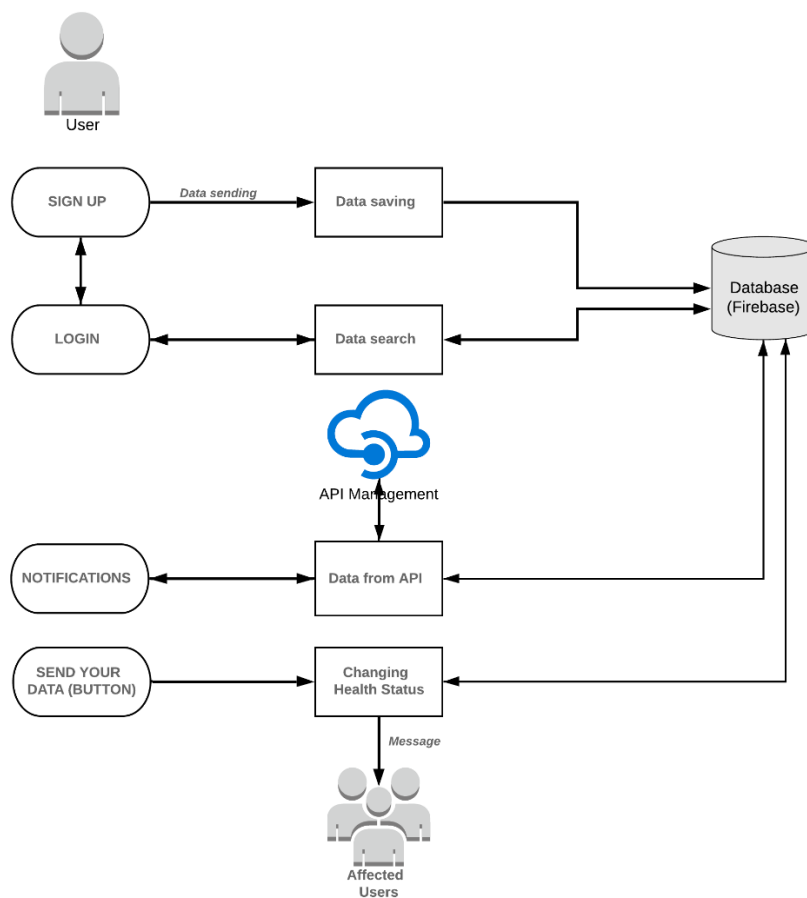 User
SIGN UP
Data sending
Data saving
Database
(Firebase)
LOGIN
Data search
API Management
NOTIFICATIONS
Data from API
SEND YOUR
DATA (BUTTON)
Changing
Health Status
Message
Affected
Users